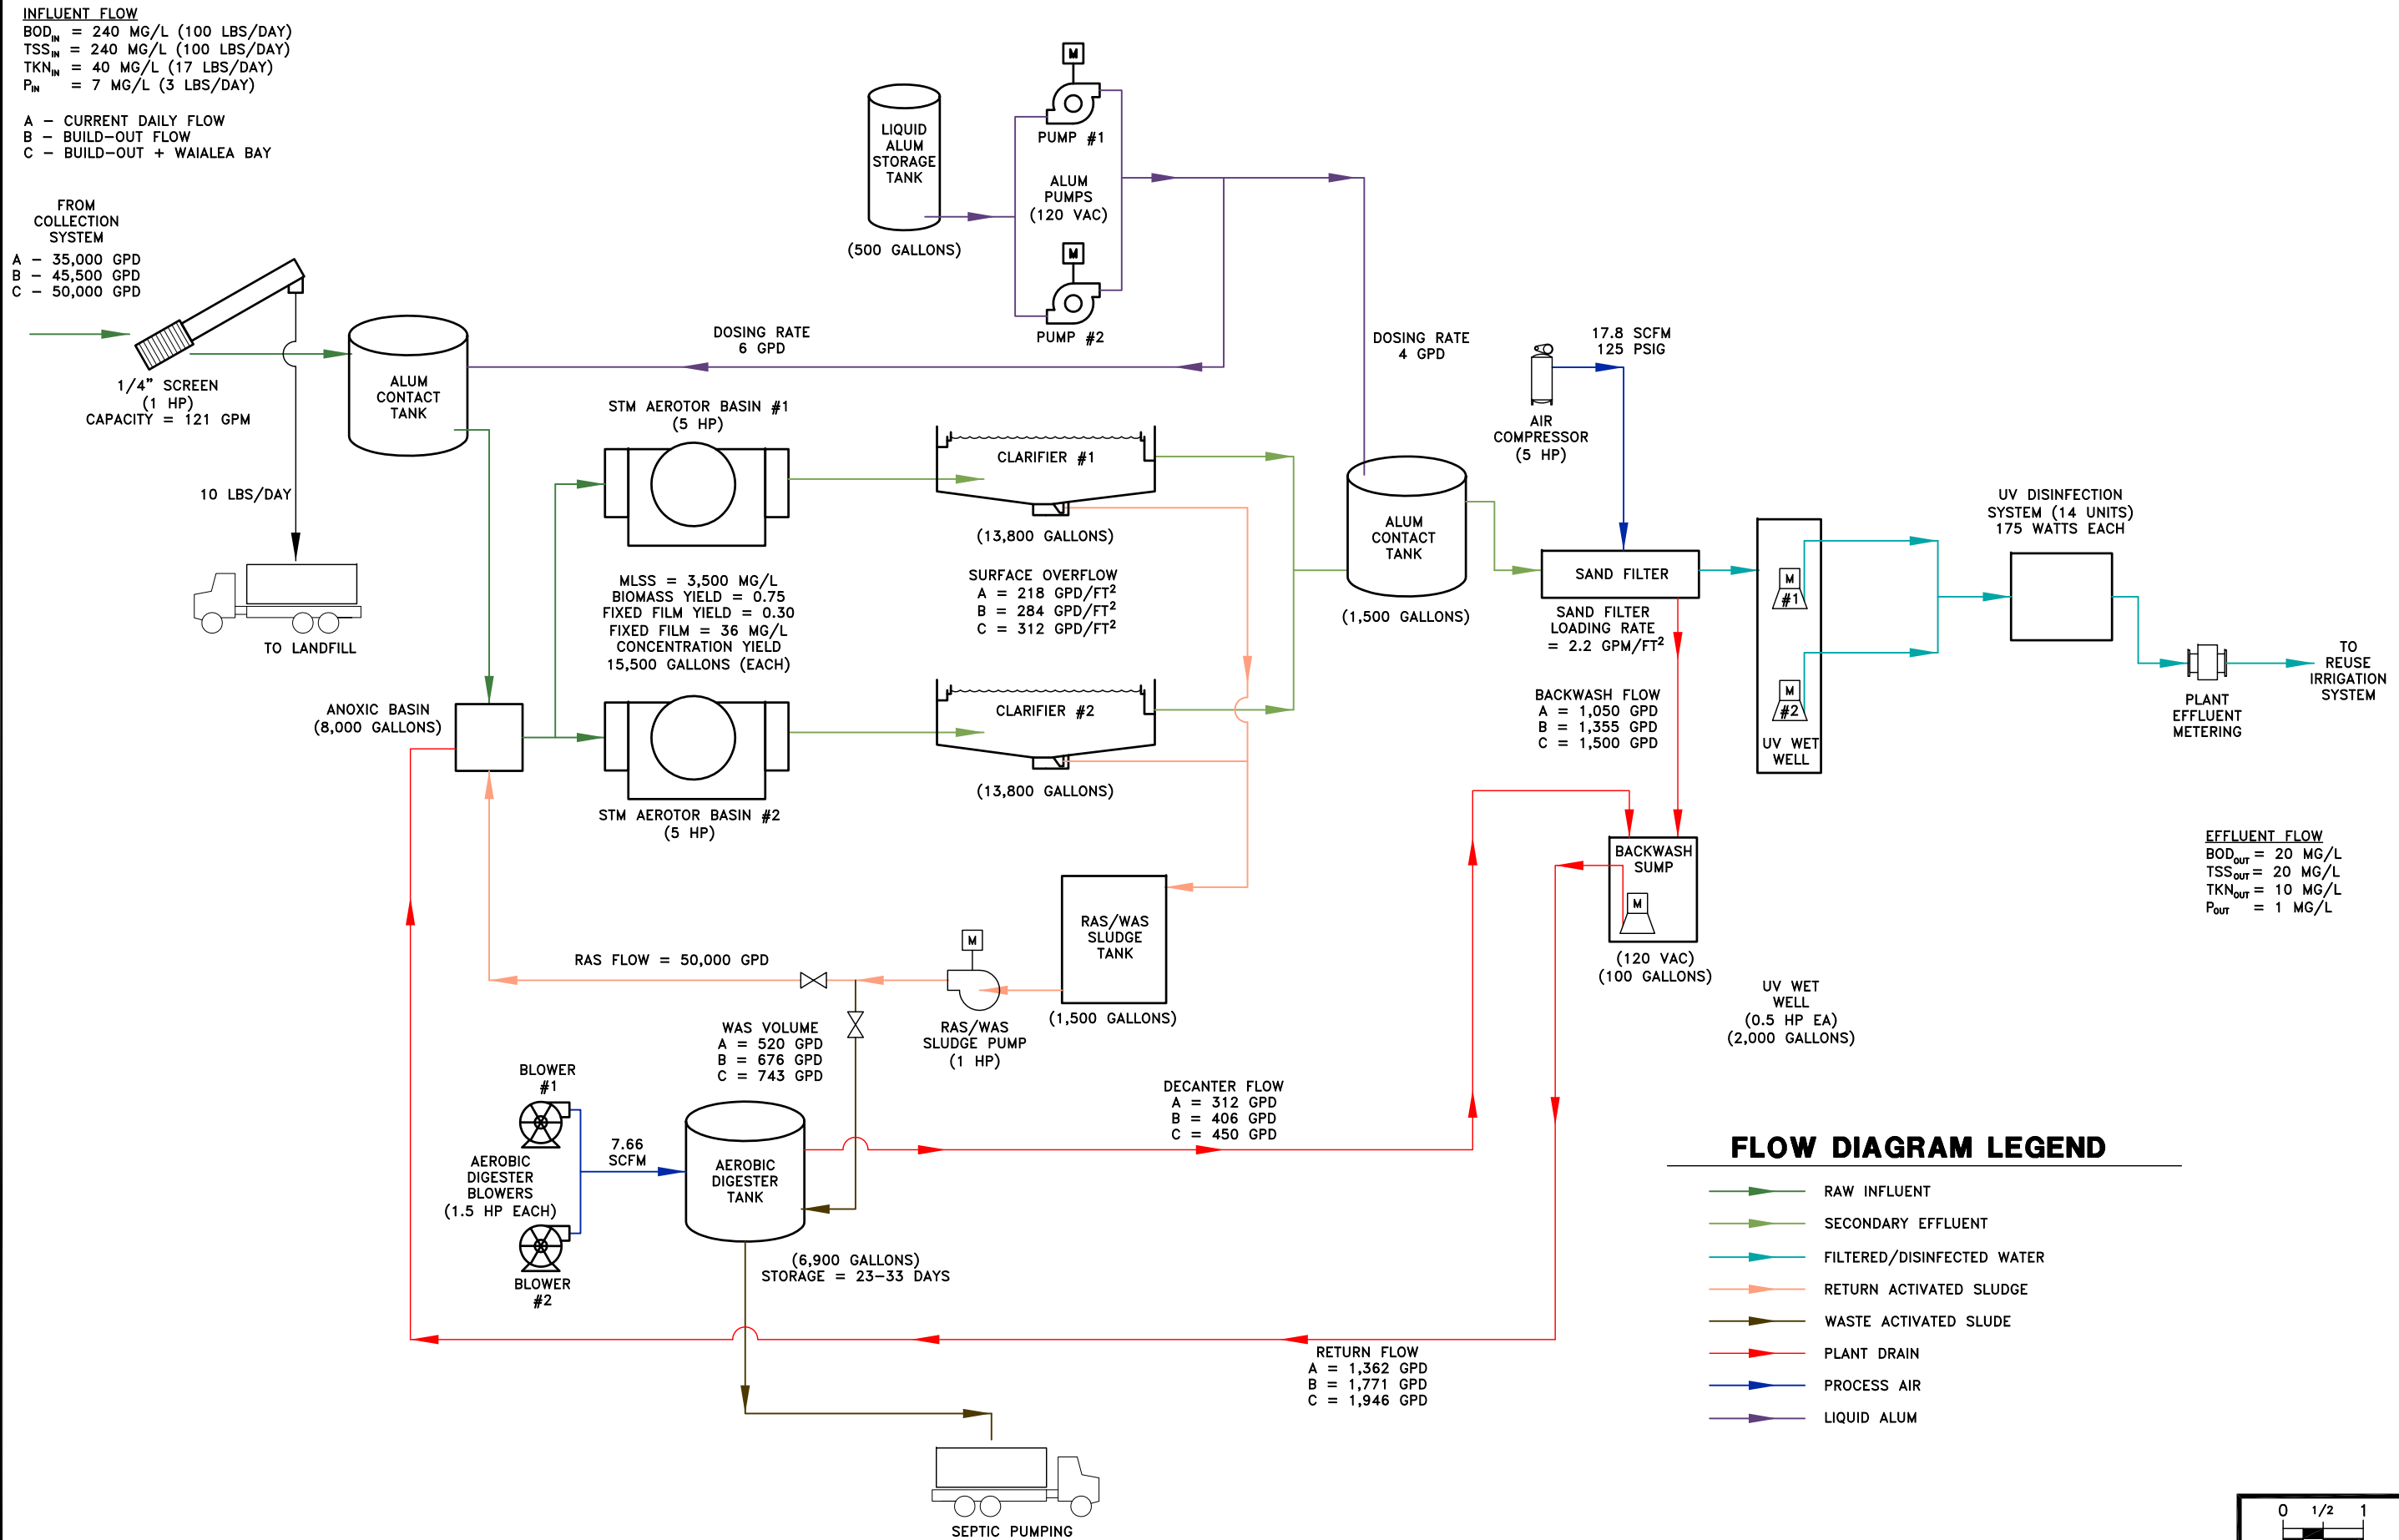 INFLUENT FLOW
BOD_IN = 240 MG/L (100 LBS/DAY)
TSS_IN = 240 MG/L (100 LBS/DAY)
TKN_IN = 40 MG/L (17 LBS/DAY)
P_IN = 7 MG/L (3 LBS/DAY)
A – CURRENT DAILY FLOW
B – BUILD-OUT FLOW
C – BUILD-OUT + WAIALEA BAY
FROM
COLLECTION
SYSTEM
A – 35,000 GPD
B – 45,500 GPD
C – 50,000 GPD
1/4" SCREEN
(1 HP)
CAPACITY = 121 GPM
10 LBS/DAY
TO LANDFILL
ALUM
CONTACT
TANK
LIQUID
ALUM
STORAGE
TANK
(500 GALLONS)
M
PUMP #1
ALUM
PUMPS
(120 VAC)
M
PUMP #2
DOSING RATE
6 GPD
DOSING RATE
4 GPD
STM AEROTOR BASIN #1
(5 HP)
MLSS = 3,500 MG/L
BIOMASS YIELD = 0.75
FIXED FILM YIELD = 0.30
FIXED FILM = 36 MG/L
CONCENTRATION YIELD
15,500 GALLONS (EACH)
STM AEROTOR BASIN #2
(5 HP)
ANOXIC BASIN
(8,000 GALLONS)
CLARIFIER #1
(13,800 GALLONS)
SURFACE OVERFLOW
A = 218 GPD/FT²
B = 284 GPD/FT²
C = 312 GPD/FT²
CLARIFIER #2
(13,800 GALLONS)
ALUM
CONTACT
TANK
(1,500 GALLONS)
17.8 SCFM
125 PSIG
AIR
COMPRESSOR
(5 HP)
SAND FILTER
SAND FILTER
LOADING RATE
= 2.2 GPM/FT²
BACKWASH FLOW
A = 1,050 GPD
B = 1,355 GPD
C = 1,500 GPD
M
#1
M
#2
UV WET
WELL
UV DISINFECTION
SYSTEM (14 UNITS)
175 WATTS EACH
PLANT
EFFLUENT
METERING
TO
REUSE
IRRIGATION
SYSTEM
EFFLUENT FLOW
BOD_OUT = 20 MG/L
TSS_OUT = 20 MG/L
TKN_OUT = 10 MG/L
P_OUT = 1 MG/L
BACKWASH
SUMP
M
(120 VAC)
(100 GALLONS)
UV WET
WELL
(0.5 HP EA)
(2,000 GALLONS)
RAS/WAS
SLUDGE
TANK
(1,500 GALLONS)
M
RAS/WAS
SLUDGE PUMP
(1 HP)
RAS FLOW = 50,000 GPD
WAS VOLUME
A = 520 GPD
B = 676 GPD
C = 743 GPD
BLOWER
#1
AEROBIC
DIGESTER
BLOWERS
(1.5 HP EACH)
BLOWER
#2
7.66
SCFM
AEROBIC
DIGESTER
TANK
(6,900 GALLONS)
STORAGE = 23-33 DAYS
DECANTER FLOW
A = 312 GPD
B = 406 GPD
C = 450 GPD
RETURN FLOW
A = 1,362 GPD
B = 1,771 GPD
C = 1,946 GPD
SEPTIC PUMPING
FLOW DIAGRAM LEGEND
RAW INFLUENT
SECONDARY EFFLUENT
FILTERED/DISINFECTED WATER
RETURN ACTIVATED SLUDGE
WASTE ACTIVATED SLUDE
PLANT DRAIN
PROCESS AIR
LIQUID ALUM
0 1/2 1